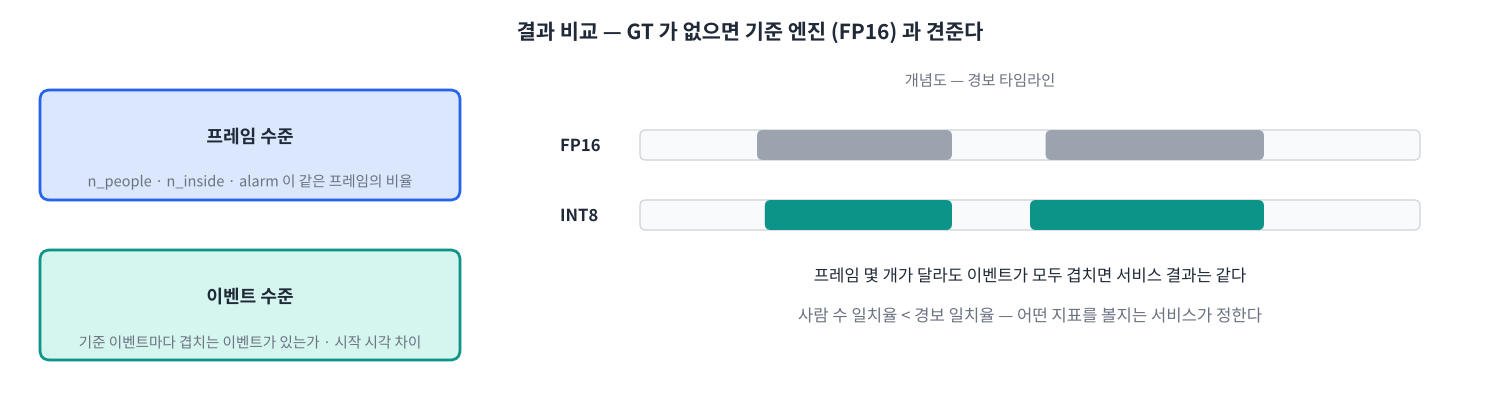 결과 비교 — GT 가 없으면 기준 엔진 (FP16) 과 견준다
프레임 수준
n_people · n_inside · alarm 이 같은 프레임의 비율
이벤트 수준
기준 이벤트마다 겹치는 이벤트가 있는가 · 시작 시각 차이
개념도 — 경보 타임라인
FP16
INT8
프레임 몇 개가 달라도 이벤트가 모두 겹치면 서비스 결과는 같다
사람 수 일치율 < 경보 일치율 — 어떤 지표를 볼지는 서비스가 정한다